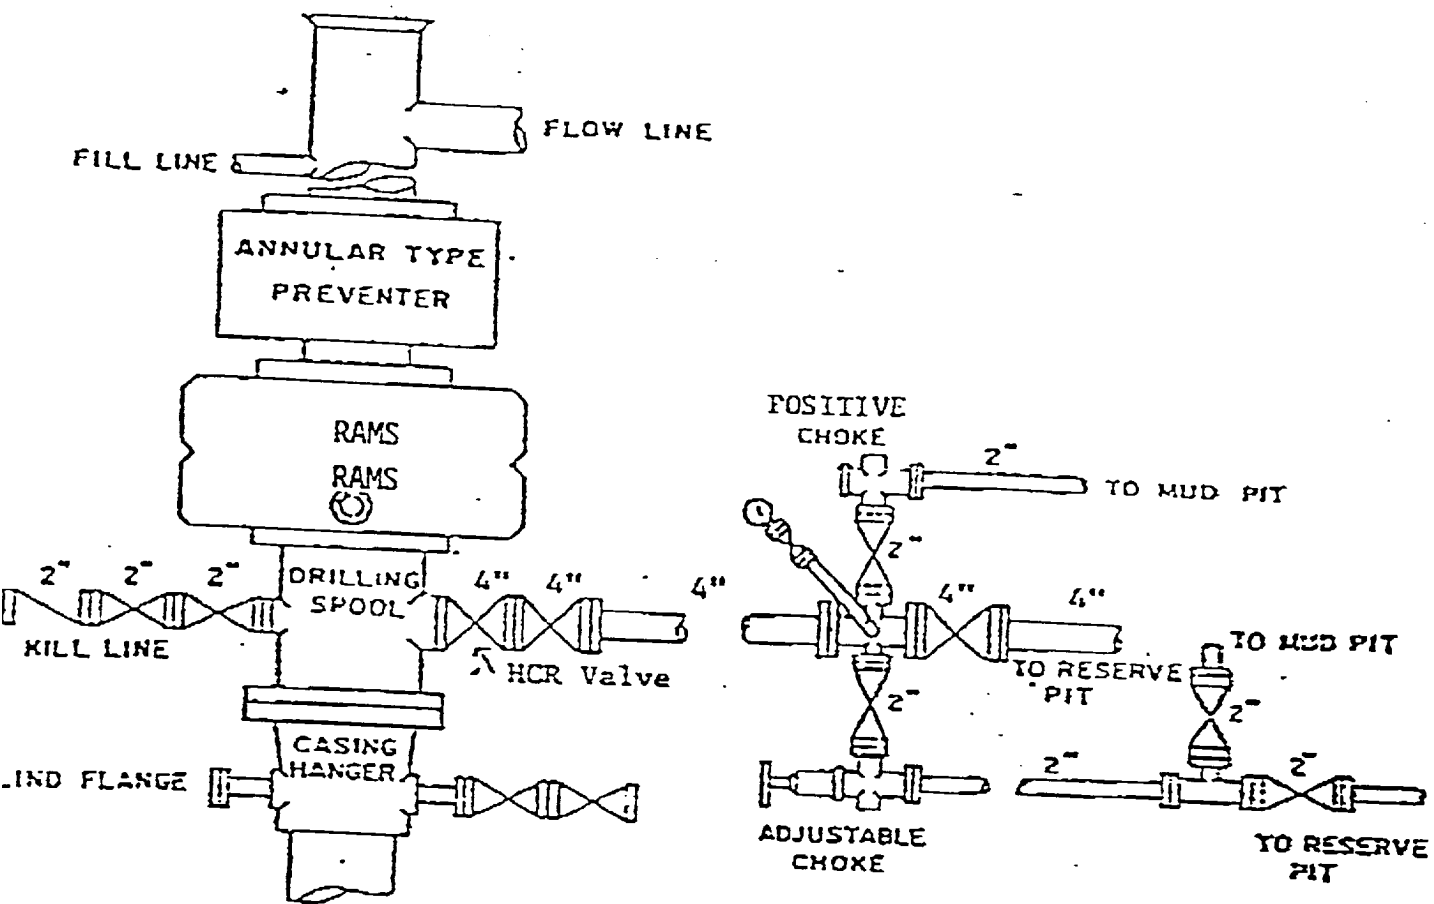 FLOW LINE
FILL LINE
ANNULAR TYPE
PREVENTER
RAMS
RAMS
POSITIVE
CHOKE
2"
TO MUD PIT
2"
2" 2" 2"
DRILLING
SPOOL
4" 4" 4"
4" 4"
KILL LINE
HCR Valve
TO RESERVE
PIT
TO MUD PIT
2"
2"
CASING
HANGER
LIND FLANGE
2" 2"
ADJUSTABLE
CHOKE
TO RESERVE
PIT